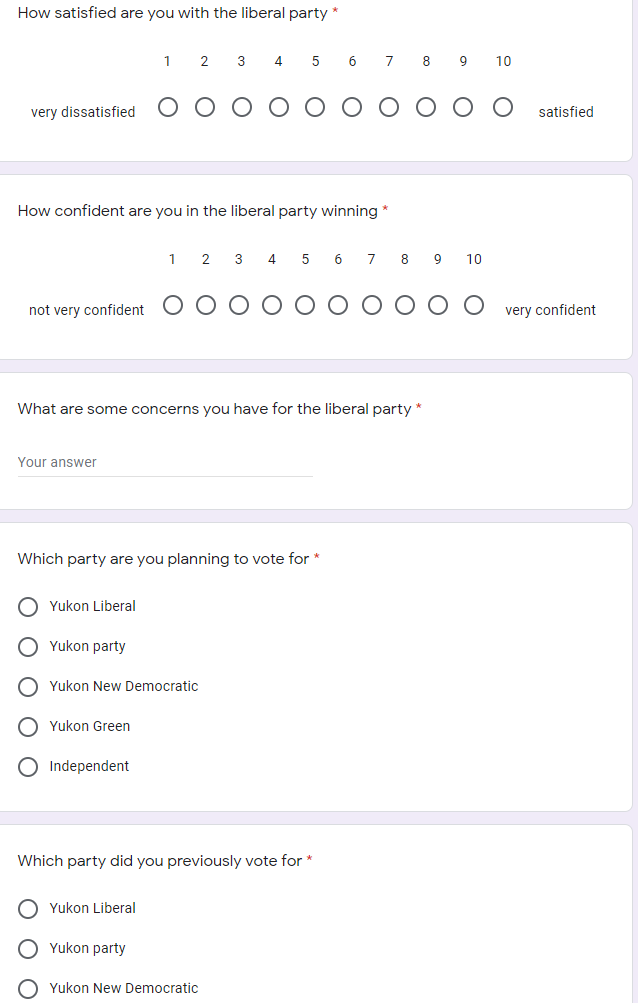 How satisfied are you with the liberal party *
1 2 3 4 5 6 7 8 9 10
very dissatisfied satisfied
How confident are you in the liberal party winning *
1 2 3 4 5 6 7 8 9 10
not very confident very confident
What are some concerns you have for the liberal party *
Your answer
Which party are you planning to vote for *
Yukon Liberal
Yukon party
Yukon New Democratic
Yukon Green
Independent
Which party did you previously vote for *
Yukon Liberal
Yukon party
Yukon New Democratic